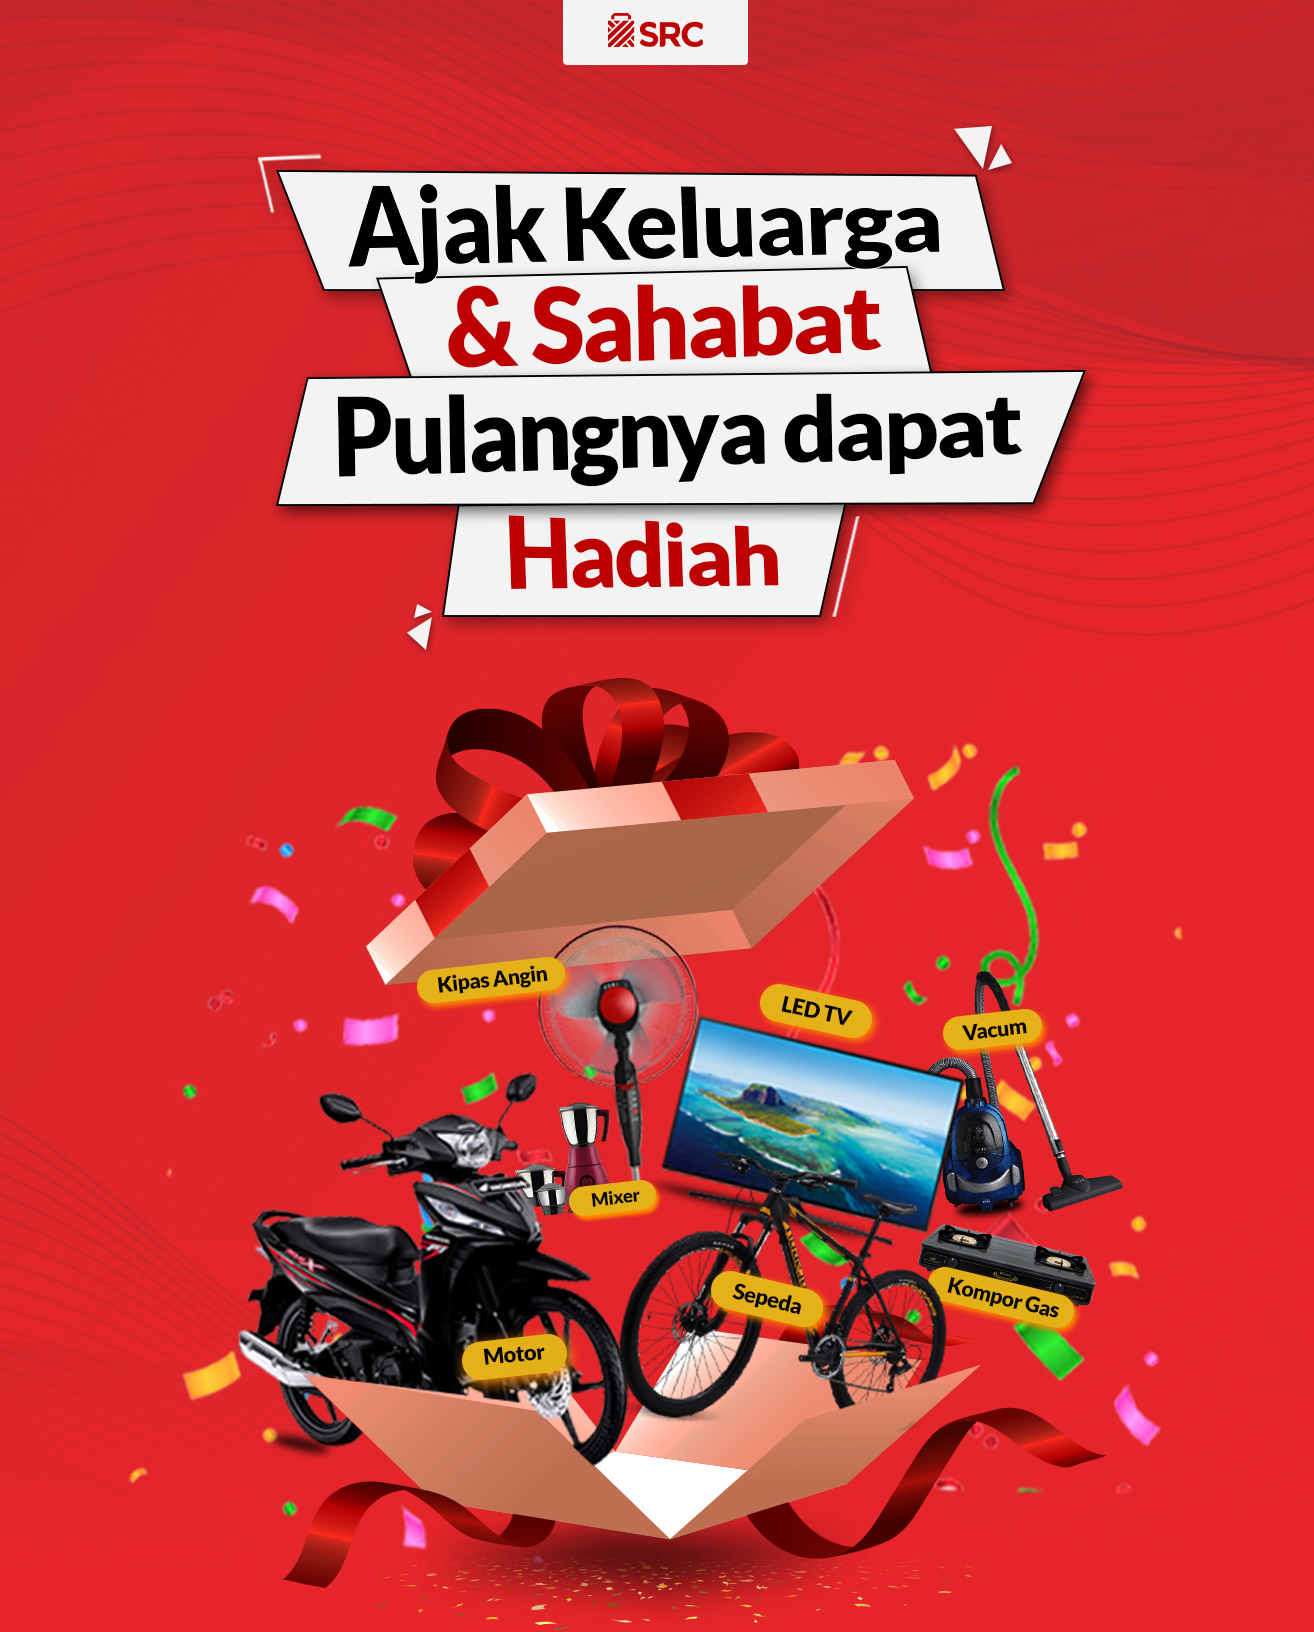 SRC
Ajak Keluarga
& Sahabat
Pulangnya dapat
Hadiah
Kipas Angin
LED TV
Vacum
Mixer
Sepeda
Kompor Gas
Motor